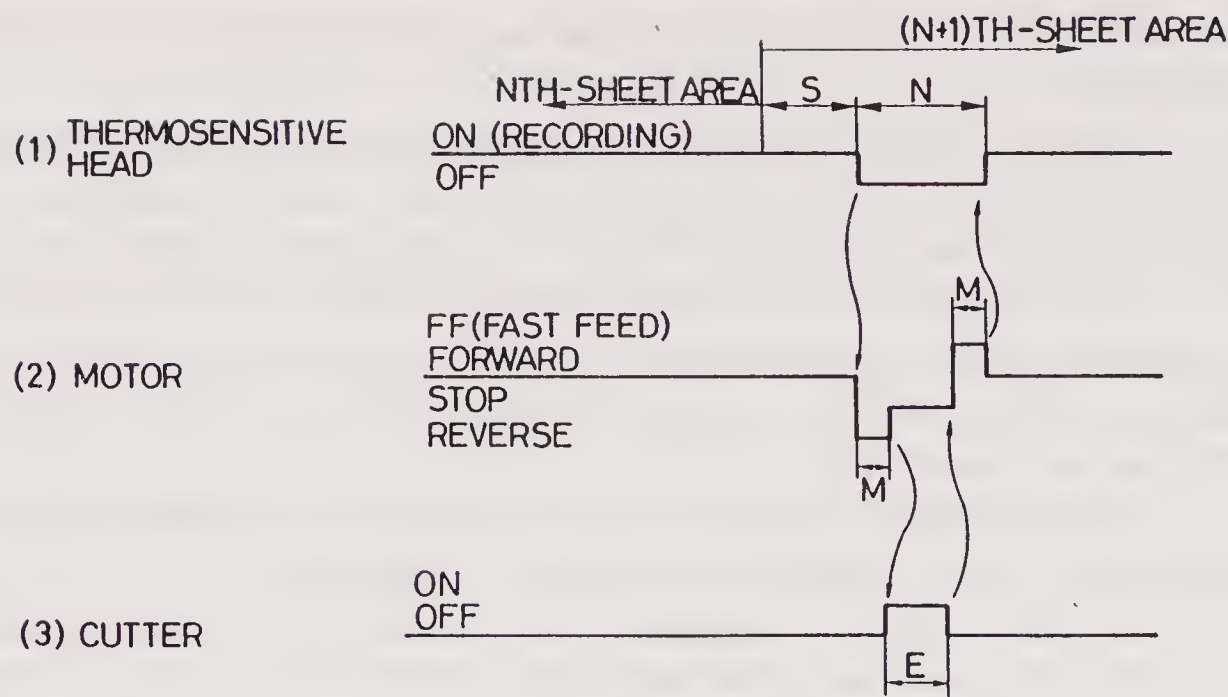 (N+1)TH-SHEET AREA
NTH-SHEET AREA S N
(1) THERMOSENSITIVE HEAD
ON (RECORDING)
OFF
M
FF(FAST FEED)
FORWARD
(2) MOTOR
STOP
REVERSE
M
ON
OFF
(3) CUTTER
E